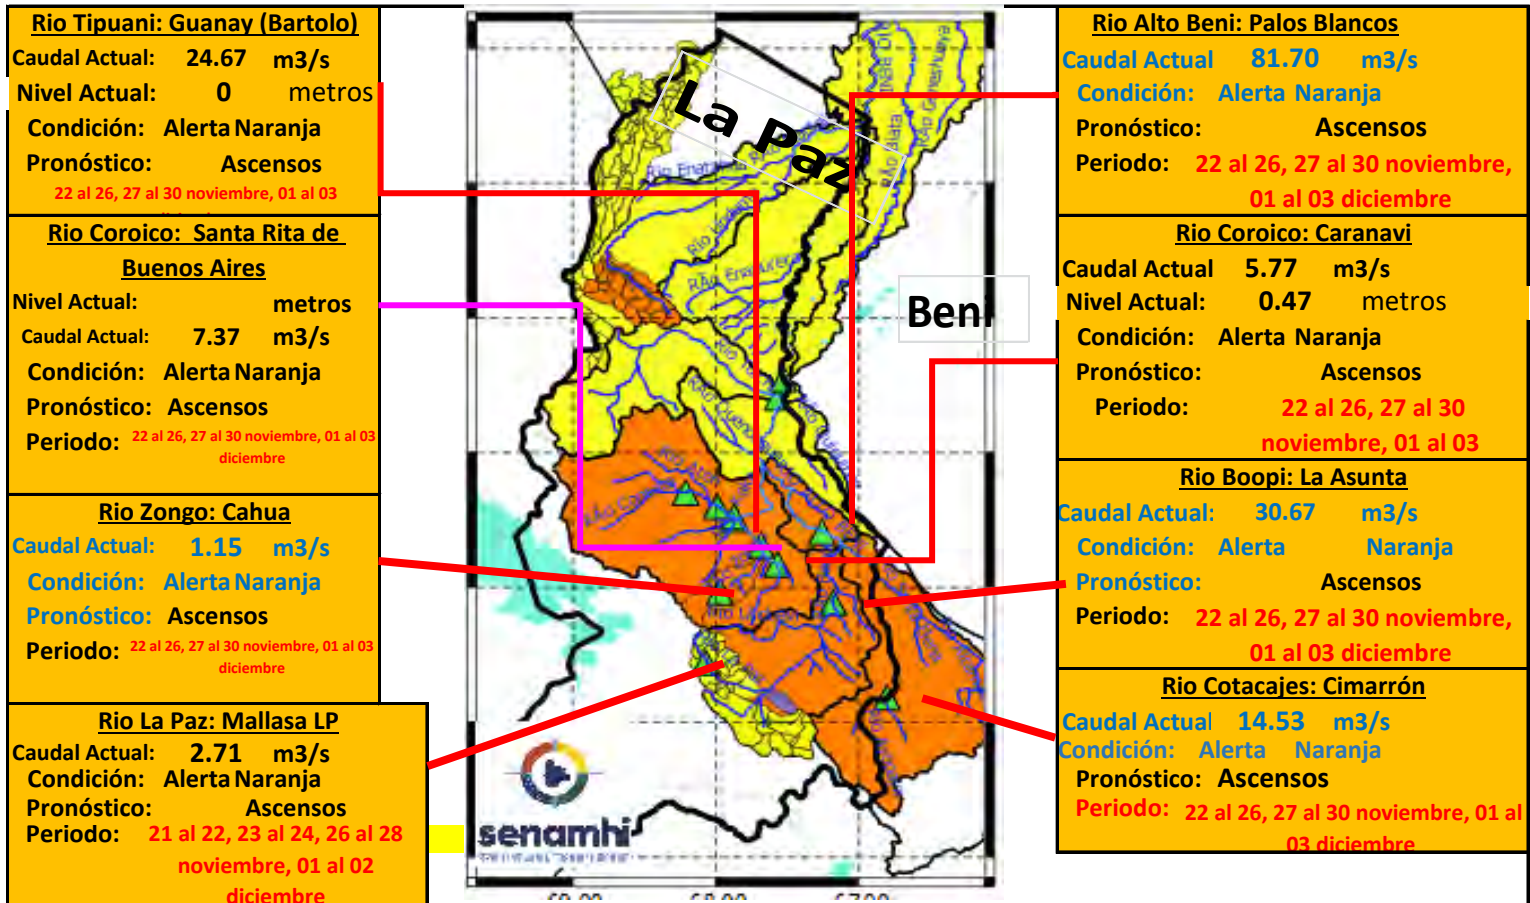 Rio Tipuani: Guanay (Bartolo)
Caudal Actual: 24.67 m3/s
Nivel Actual: 0 metros
Condición: Alerta Naranja
Pronóstico: Ascensos
22 al 26, 27 al 30 noviembre, 01 al 03
Rio Coroico: Santa Rita de
Buenos Aires
Nivel Actual: metros
Caudal Actual: 7.37 m3/s
Condición: Alerta Naranja
Pronóstico: Ascensos
Periodo: 22 al 26, 27 al 30 noviembre, 01 al 03
diciembre
Rio Zongo: Cahua
Caudal Actual: 1.15 m3/s
Condición: Alerta Naranja
Pronóstico: Ascensos
Periodo: 22 al 26, 27 al 30 noviembre, 01 al 03
diciembre
Rio La Paz: Mallasa LP
Caudal Actual: 2.71 m3/s
Condición: Alerta Naranja
Pronóstico: Ascensos
Periodo: 21 al 22, 23 al 24, 26 al 28
noviembre, 01 al 02
diciembre
La Paz
Beni
senamhi
Rio Alto Beni: Palos Blancos
Caudal Actual 81.70 m3/s
Condición: Alerta Naranja
Pronóstico: Ascensos
Periodo: 22 al 26, 27 al 30 noviembre,
01 al 03 diciembre
Rio Coroico: Caranavi
Caudal Actual 5.77 m3/s
Nivel Actual: 0.47 metros
Condición: Alerta Naranja
Pronóstico: Ascensos
Periodo: 22 al 26, 27 al 30
noviembre, 01 al 03
Rio Boopi: La Asunta
Caudal Actual: 30.67 m3/s
Condición: Alerta Naranja
Pronóstico: Ascensos
Periodo: 22 al 26, 27 al 30 noviembre,
01 al 03 diciembre
Rio Cotacajes: Cimarrón
Caudal Actual 14.53 m3/s
Condición: Alerta Naranja
Pronóstico: Ascensos
Periodo: 22 al 26, 27 al 30 noviembre, 01 al
03 diciembre